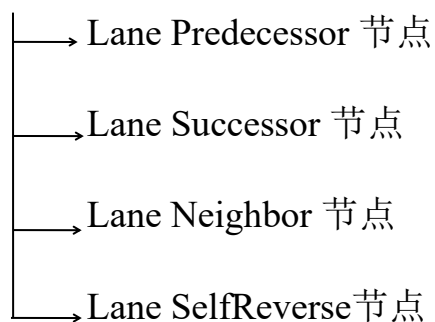 Lane Predecessor 节点
Lane Successor 节点
Lane Neighbor 节点
Lane SelfReverse节点